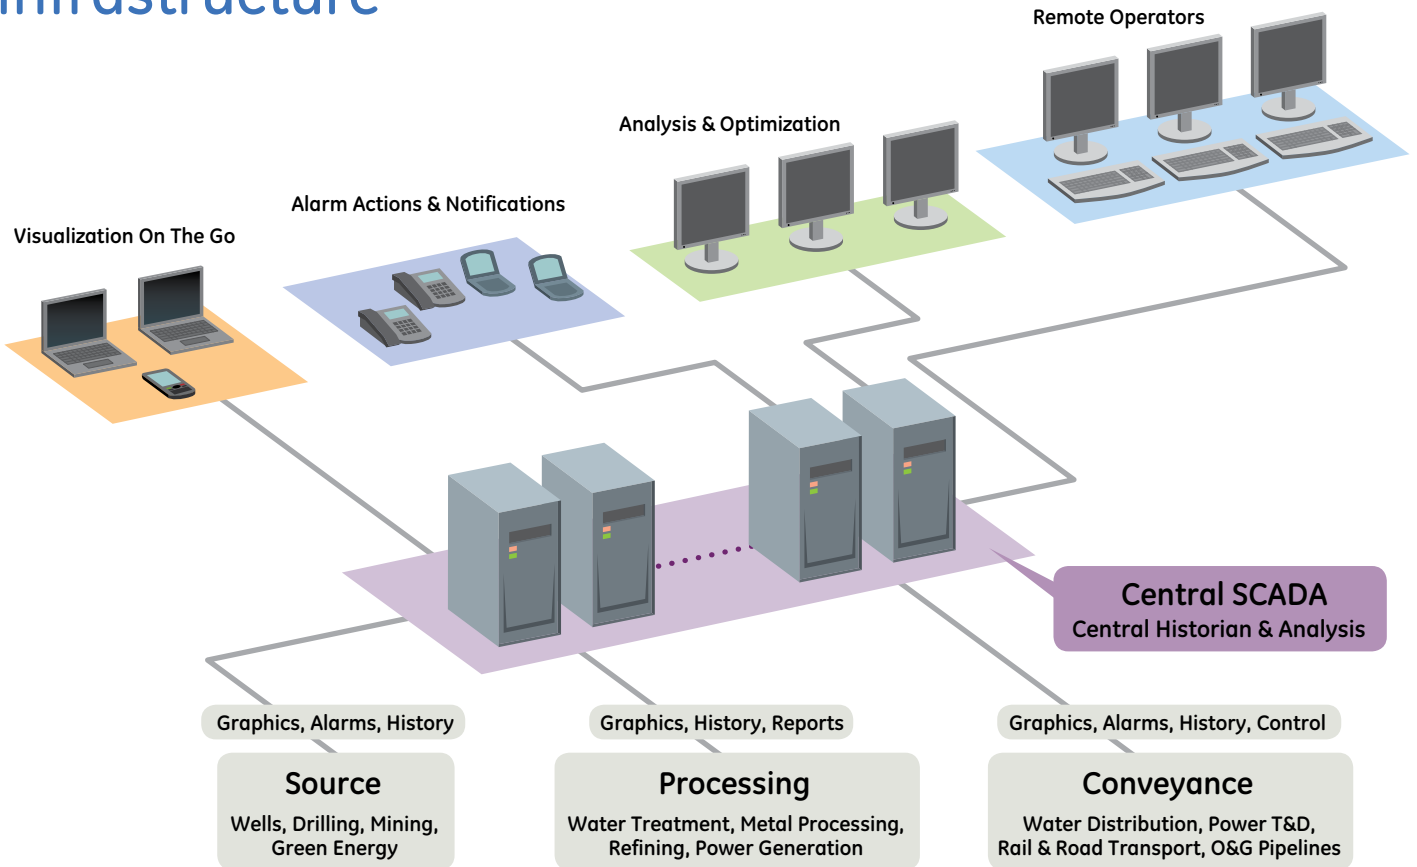 Infrastructure
Remote Operators
Analysis & Optimization
Alarm Actions & Notifications
Visualization On The Go
Central SCADA
Central Historian & Analysis
Graphics, Alarms, History
Graphics, History, Reports
Graphics, Alarms, History, Control
Source
Wells, Drilling, Mining,
Green Energy
Processing
Water Treatment, Metal Processing,
Refining, Power Generation
Conveyance
Water Distribution, Power T&D,
Rail & Road Transport, O&G Pipelines